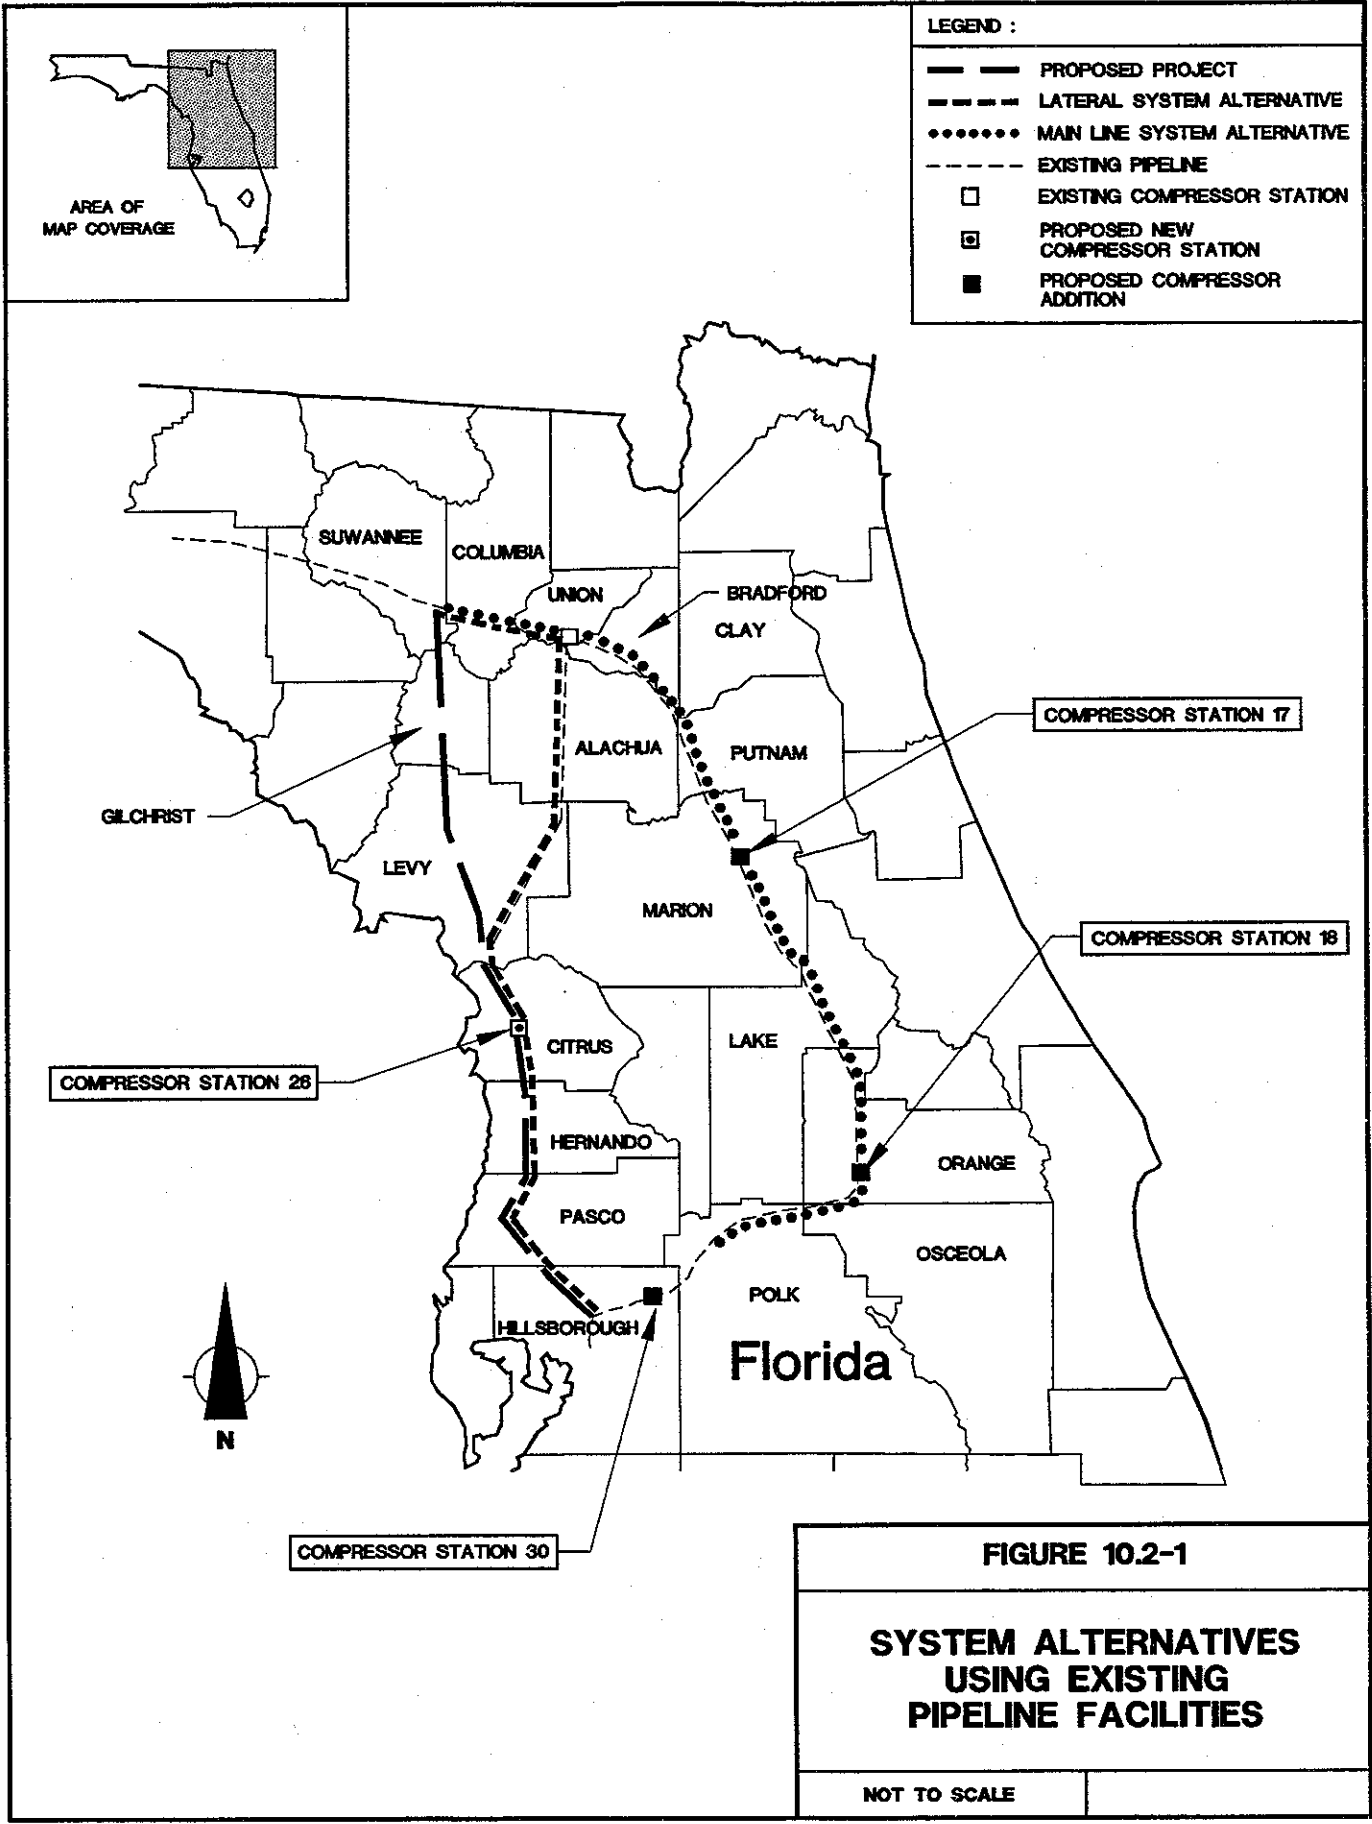 AREA OF
MAP COVERAGE
LEGEND :
PROPOSED PROJECT
LATERAL SYSTEM ALTERNATIVE
MAIN LINE SYSTEM ALTERNATIVE
EXISTING PIPELINE
EXISTING COMPRESSOR STATION
PROPOSED NEW
COMPRESSOR STATION
PROPOSED COMPRESSOR
ADDITION
SUWANNEE
COLUMBIA
UNION
BRADFORD
CLAY
COMPRESSOR STATION 17
ALACHUA
PUTNAM
GILCHRIST
LEVY
MARION
COMPRESSOR STATION 18
CITRUS
LAKE
COMPRESSOR STATION 26
HERNANDO
ORANGE
PASCO
OSCEOLA
POLK
HILLSBOROUGH
Florida
N
COMPRESSOR STATION 30
FIGURE 10.2-1
SYSTEM ALTERNATIVES
USING EXISTING
PIPELINE FACILITIES
NOT TO SCALE